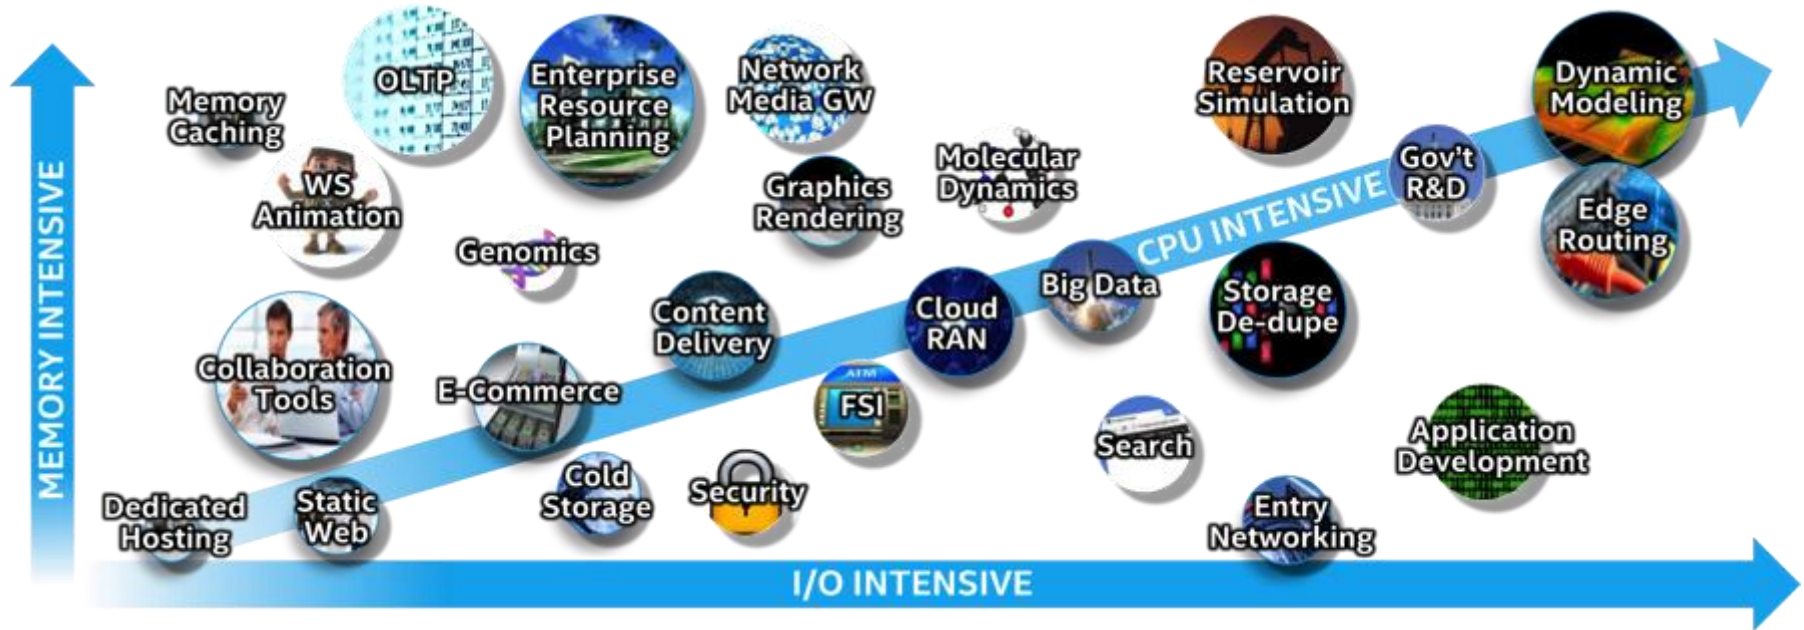 OLTP
Enterprise
Resource
Planning
Network
Media GW
Reservoir
Simulation
Dynamic
Modeling
Memory
Caching
WS
Animation
Graphics
Rendering
Molecular
Dynamics
Gov't
R&D
Edge
Routing
Genomics
CPU INTENSIVE
MEMORY INTENSIVE
Collaboration
Tools
E-Commerce
Content
Delivery
Cloud
RAN
Big Data
Storage
De-dupe
ATM
FSI
Search
Application
Development
Dedicated
Hosting
Static
Web
Cold
Storage
Security
Entry
Networking
I/O INTENSIVE